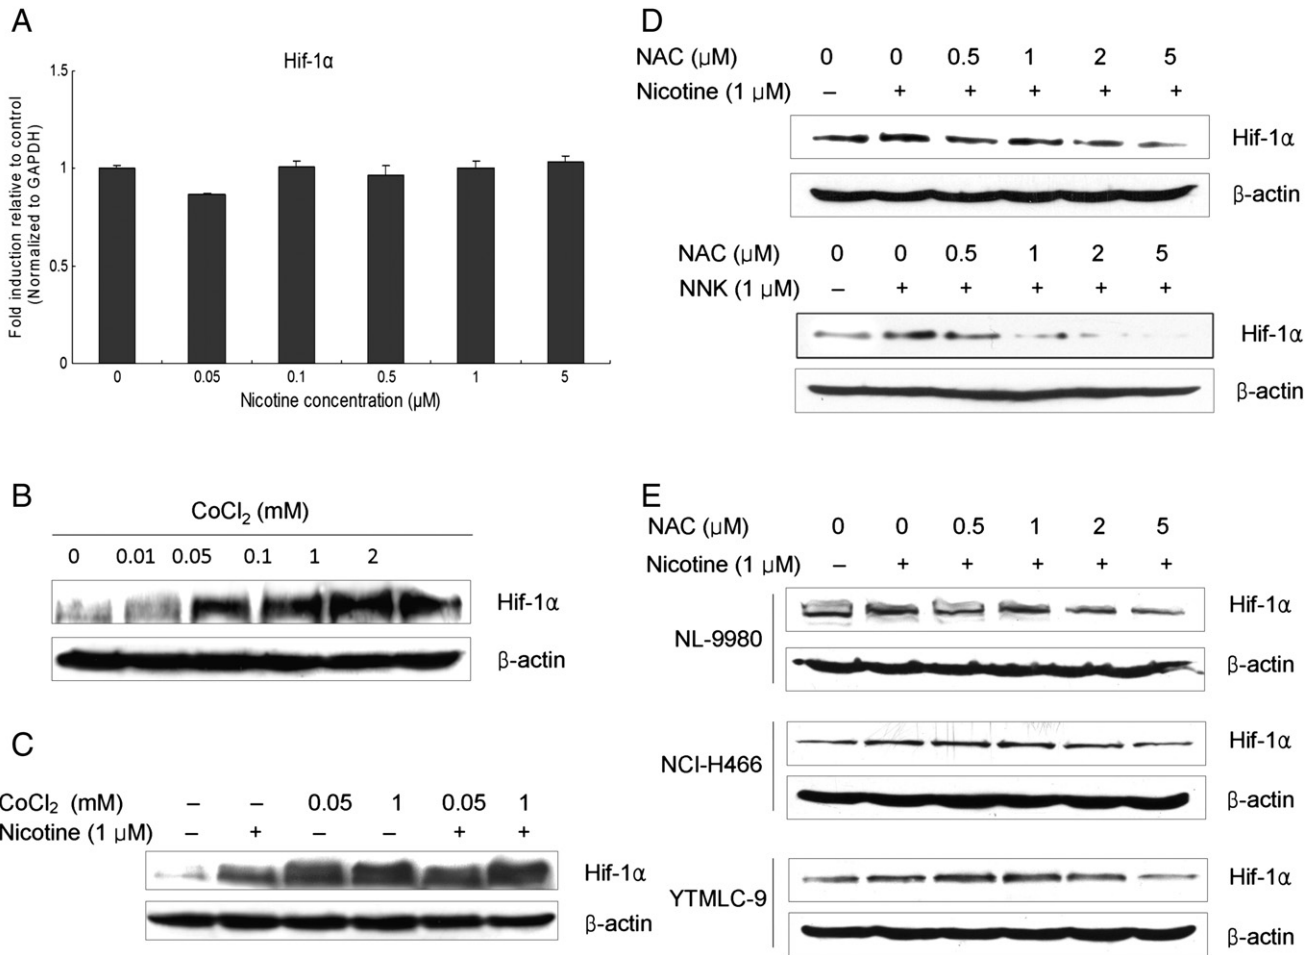 A
Hif-1α
Fold induction relative to control
(Normalized to GAPDH)
1.5
1
0.5
0
0 0.05 0.1 0.5 1 5
Nicotine concentration (μM)
B
CoCl2 (mM)
0 0.01 0.05 0.1 1 2
Hif-1α
β-actin
C
CoCl2 (mM) – – 0.05 1 0.05 1
Nicotine (1 μM) – + – – + +
Hif-1α
β-actin
D
NAC (μM) 0 0 0.5 1 2 5
Nicotine (1 μM) – + + + + +
Hif-1α
β-actin
NAC (μM) 0 0 0.5 1 2 5
NNK (1 μM) – + + + + +
Hif-1α
β-actin
E
NAC (μM) 0 0 0.5 1 2 5
Nicotine (1 μM) – + + + + +
NL-9980
Hif-1α
β-actin
NCI-H466
Hif-1α
β-actin
YTMLC-9
Hif-1α
β-actin